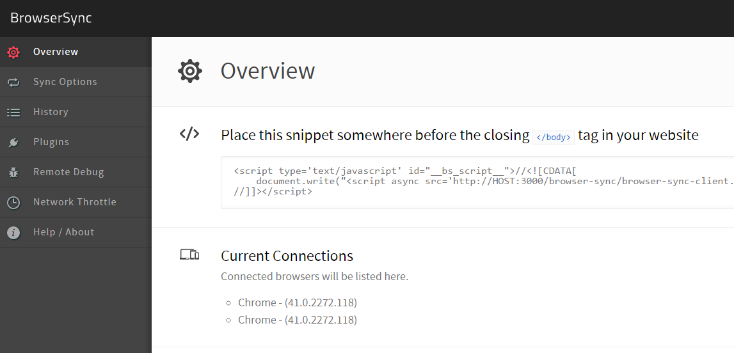 BrowserSync
Overview
Sync Options
History
Plugins
Remote Debug
Network Throttle
Help / About
Overview
Place this snippet somewhere before the closing </body> tag in your website
<script type='text/javascript' id="__bs_script__">//<![CDATA[
document.write("<script async src='http://HOST:3000/browser-sync/browser-sync-client.
//]]></script>
Current Connections
Connected browsers will be listed here.
Chrome - (41.0.2272.118)
Chrome - (41.0.2272.118)